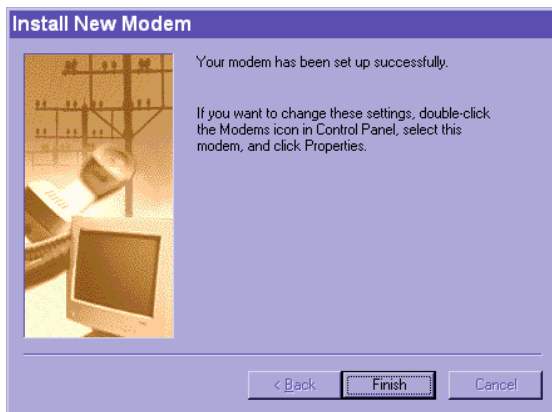 Install New Modem
Your modem has been set up successfully.
If you want to change these settings, double-click
the Modems icon in Control Panel, select this
modem, and click Properties.
< Back
Finish
Cancel